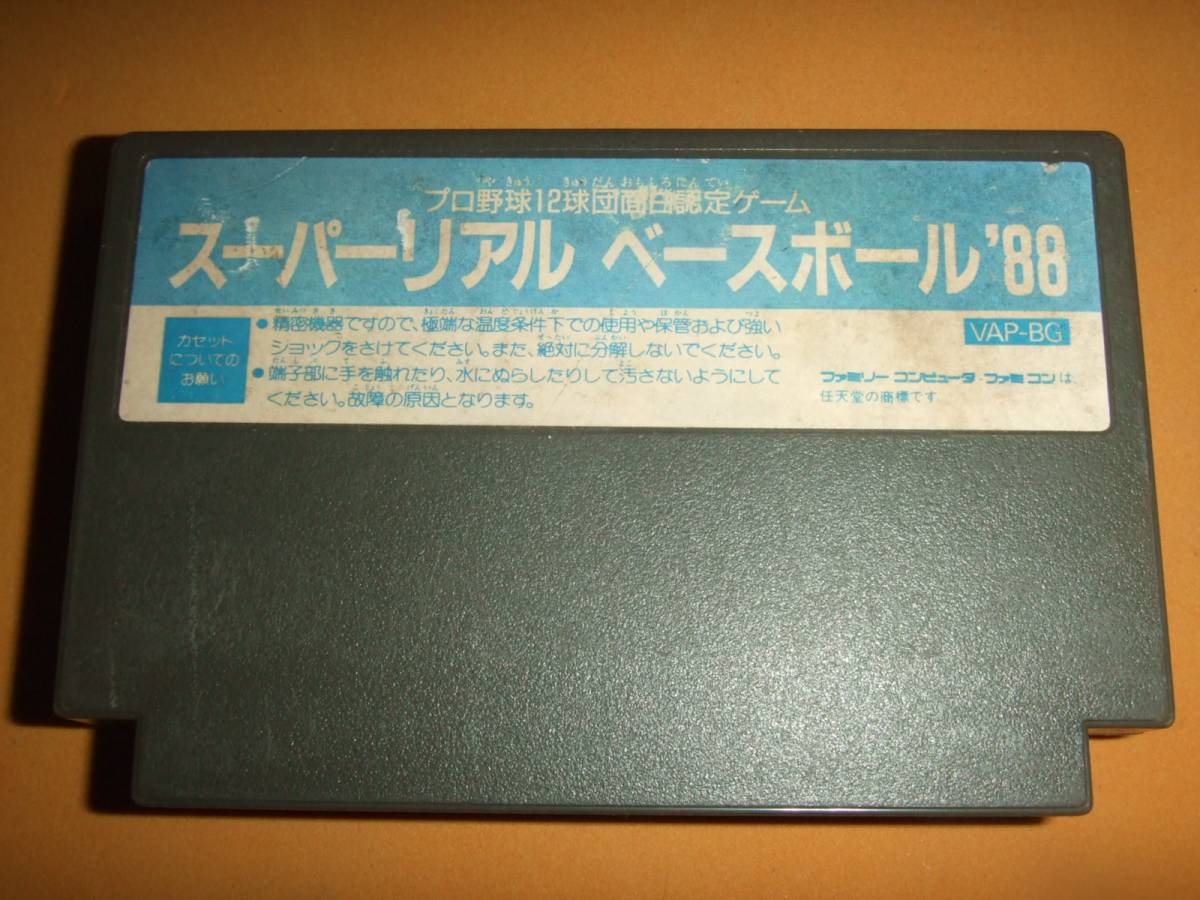 プロ野球12球団面白認定ゲーム
スーパーリアル ベースボール'88
カセット
についての
お願い
●精密機器ですので、極端な温度条件下での使用や保管および強い
ショックをさけてください。また、絶対に分解しないでください。
●端子部に手を触れたり、水にぬらしたりして汚さないようにして
ください。故障の原因となります。
VAP-BG
ファミリーコンピュータ・ファミコンは
任天堂の商標です